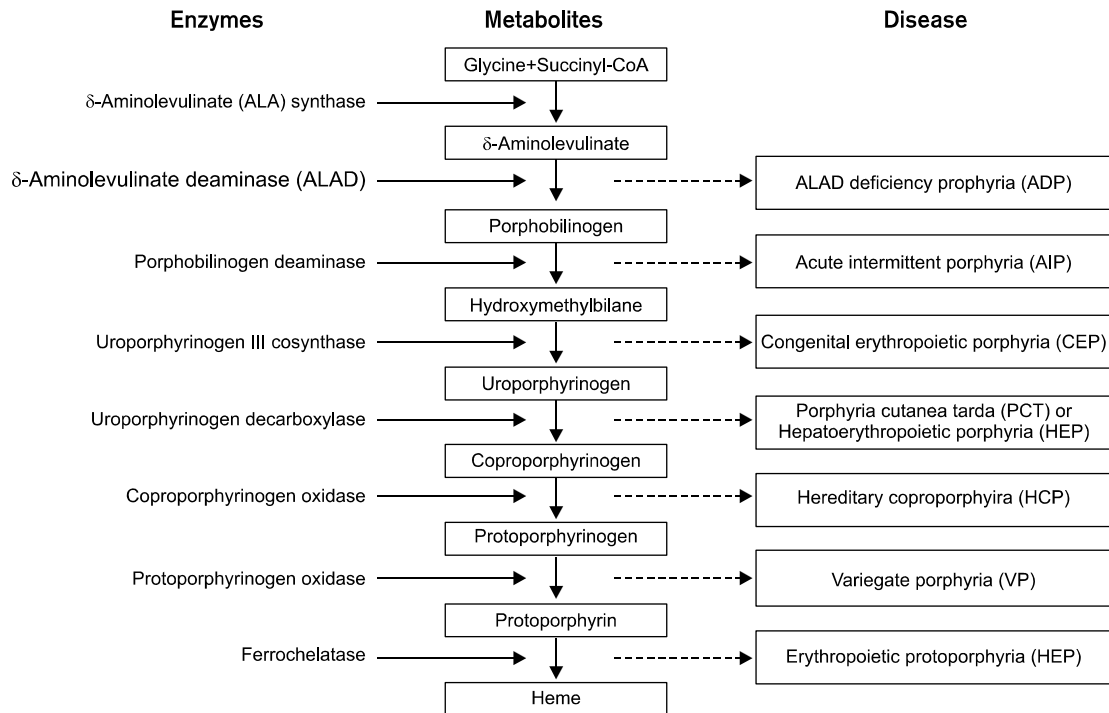 Enzymes Metabolites Disease
Glycine+Succinyl-CoA
δ-Aminolevulinate (ALA) synthase
δ-Aminolevulinate
δ-Aminolevulinate deaminase (ALAD)
ALAD deficiency prophyria (ADP)
Porphobilinogen
Porphobilinogen deaminase
Acute intermittent porphyria (AIP)
Hydroxymethylbilane
Uroporphyrinogen III cosynthase
Congenital erythropoietic porphyria (CEP)
Uroporphyrinogen
Uroporphyrinogen decarboxylase
Porphyria cutanea tarda (PCT) or
Hepatoerythropoietic porphyria (HEP)
Coproporphyrinogen
Coproporphyrinogen oxidase
Hereditary coproporphyira (HCP)
Protoporphyrinogen
Protoporphyrinogen oxidase
Variegate porphyria (VP)
Protoporphyrin
Ferrochelatase
Erythropoietic protoporphyria (HEP)
Heme